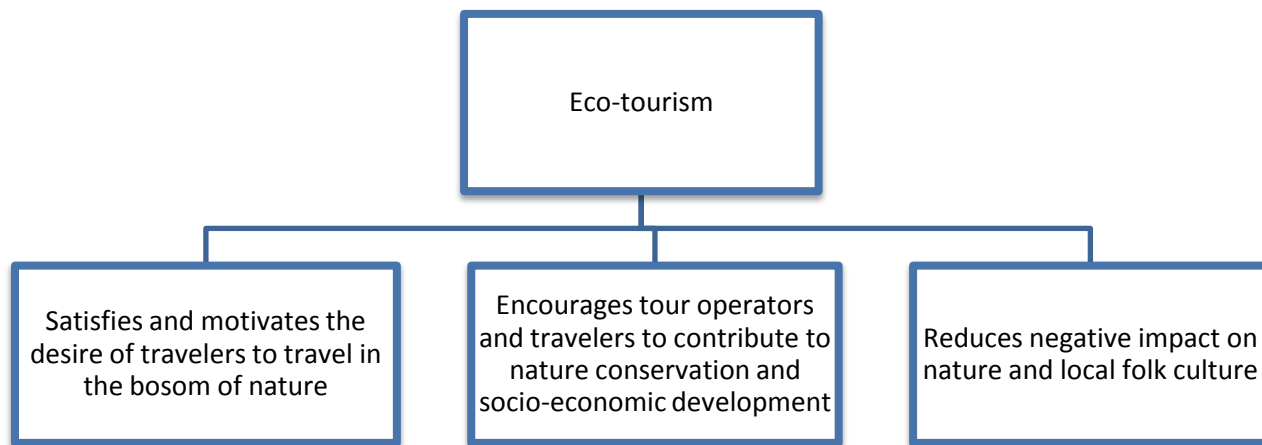 Eco-tourism
Satisfies and motivates the
desire of travelers to travel in
the bosom of nature
Encourages tour operators
and travelers to contribute to
nature conservation and
socio-economic development
Reduces negative impact on
nature and local folk culture